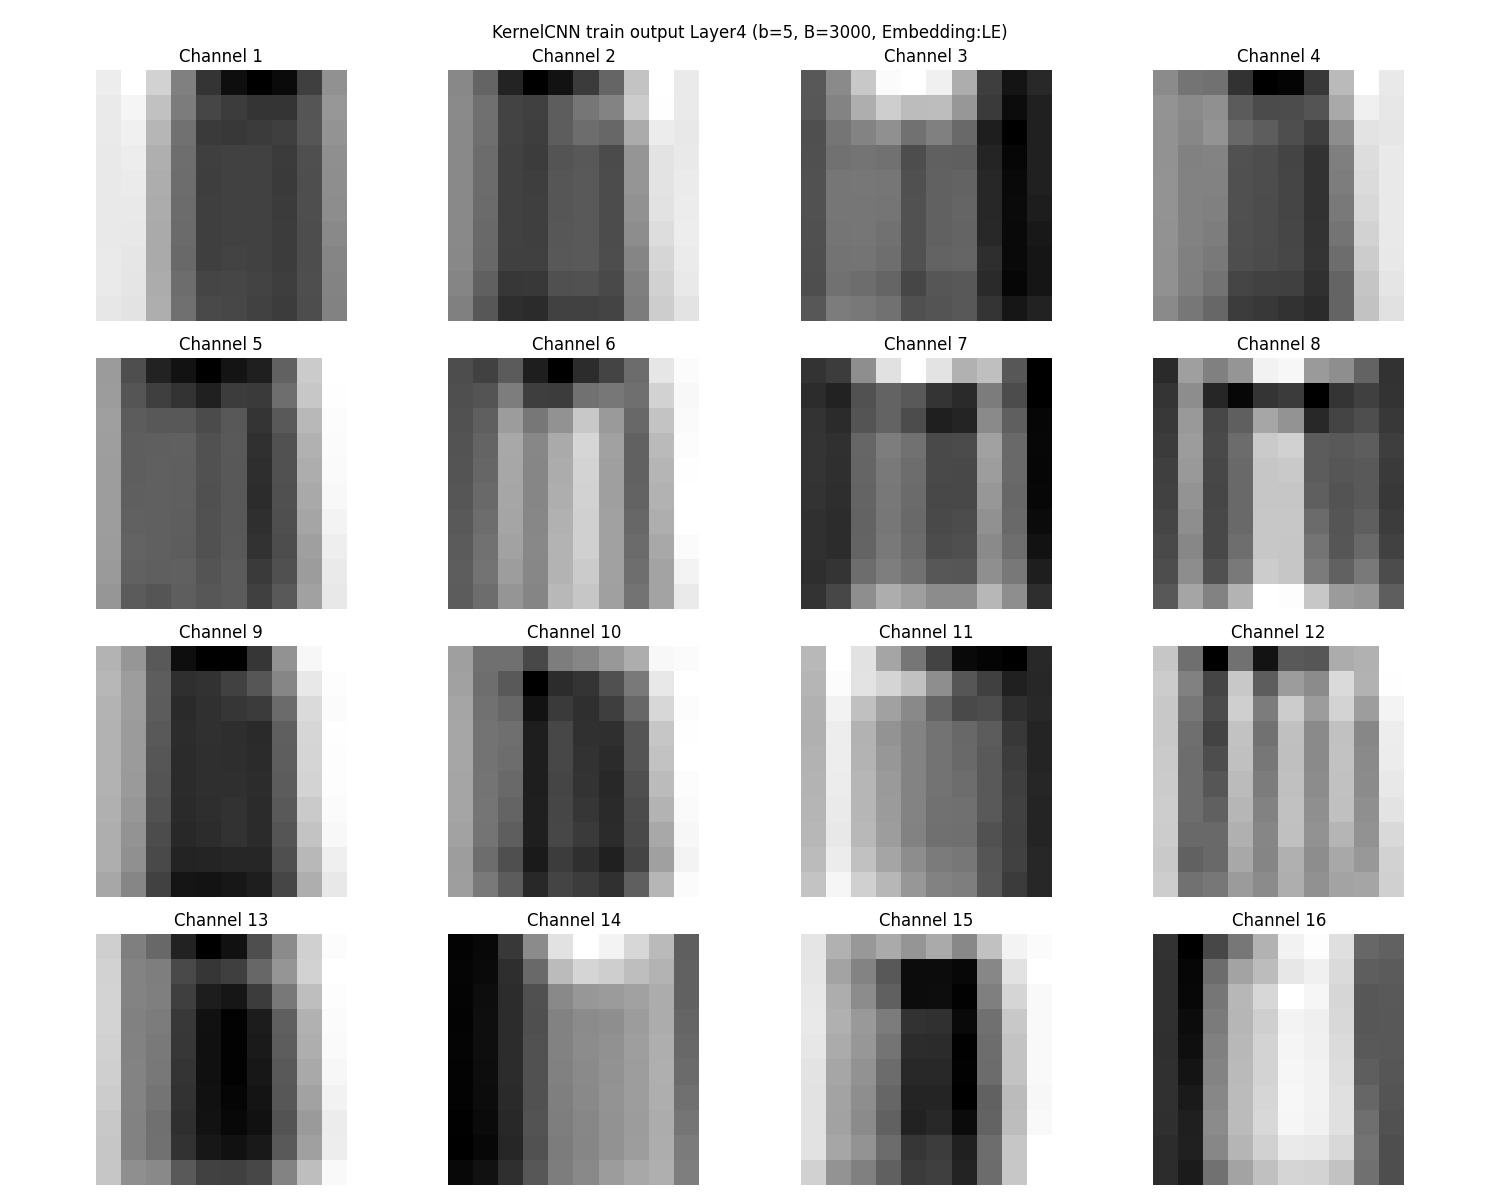 KernelCNN train output Layer4 (b=5, B=3000, Embedding:LE)
Channel 1
Channel 2
Channel 3
Channel 4
Channel 5
Channel 6
Channel 7
Channel 8
Channel 9
Channel 10
Channel 11
Channel 12
Channel 13
Channel 14
Channel 15
Channel 16